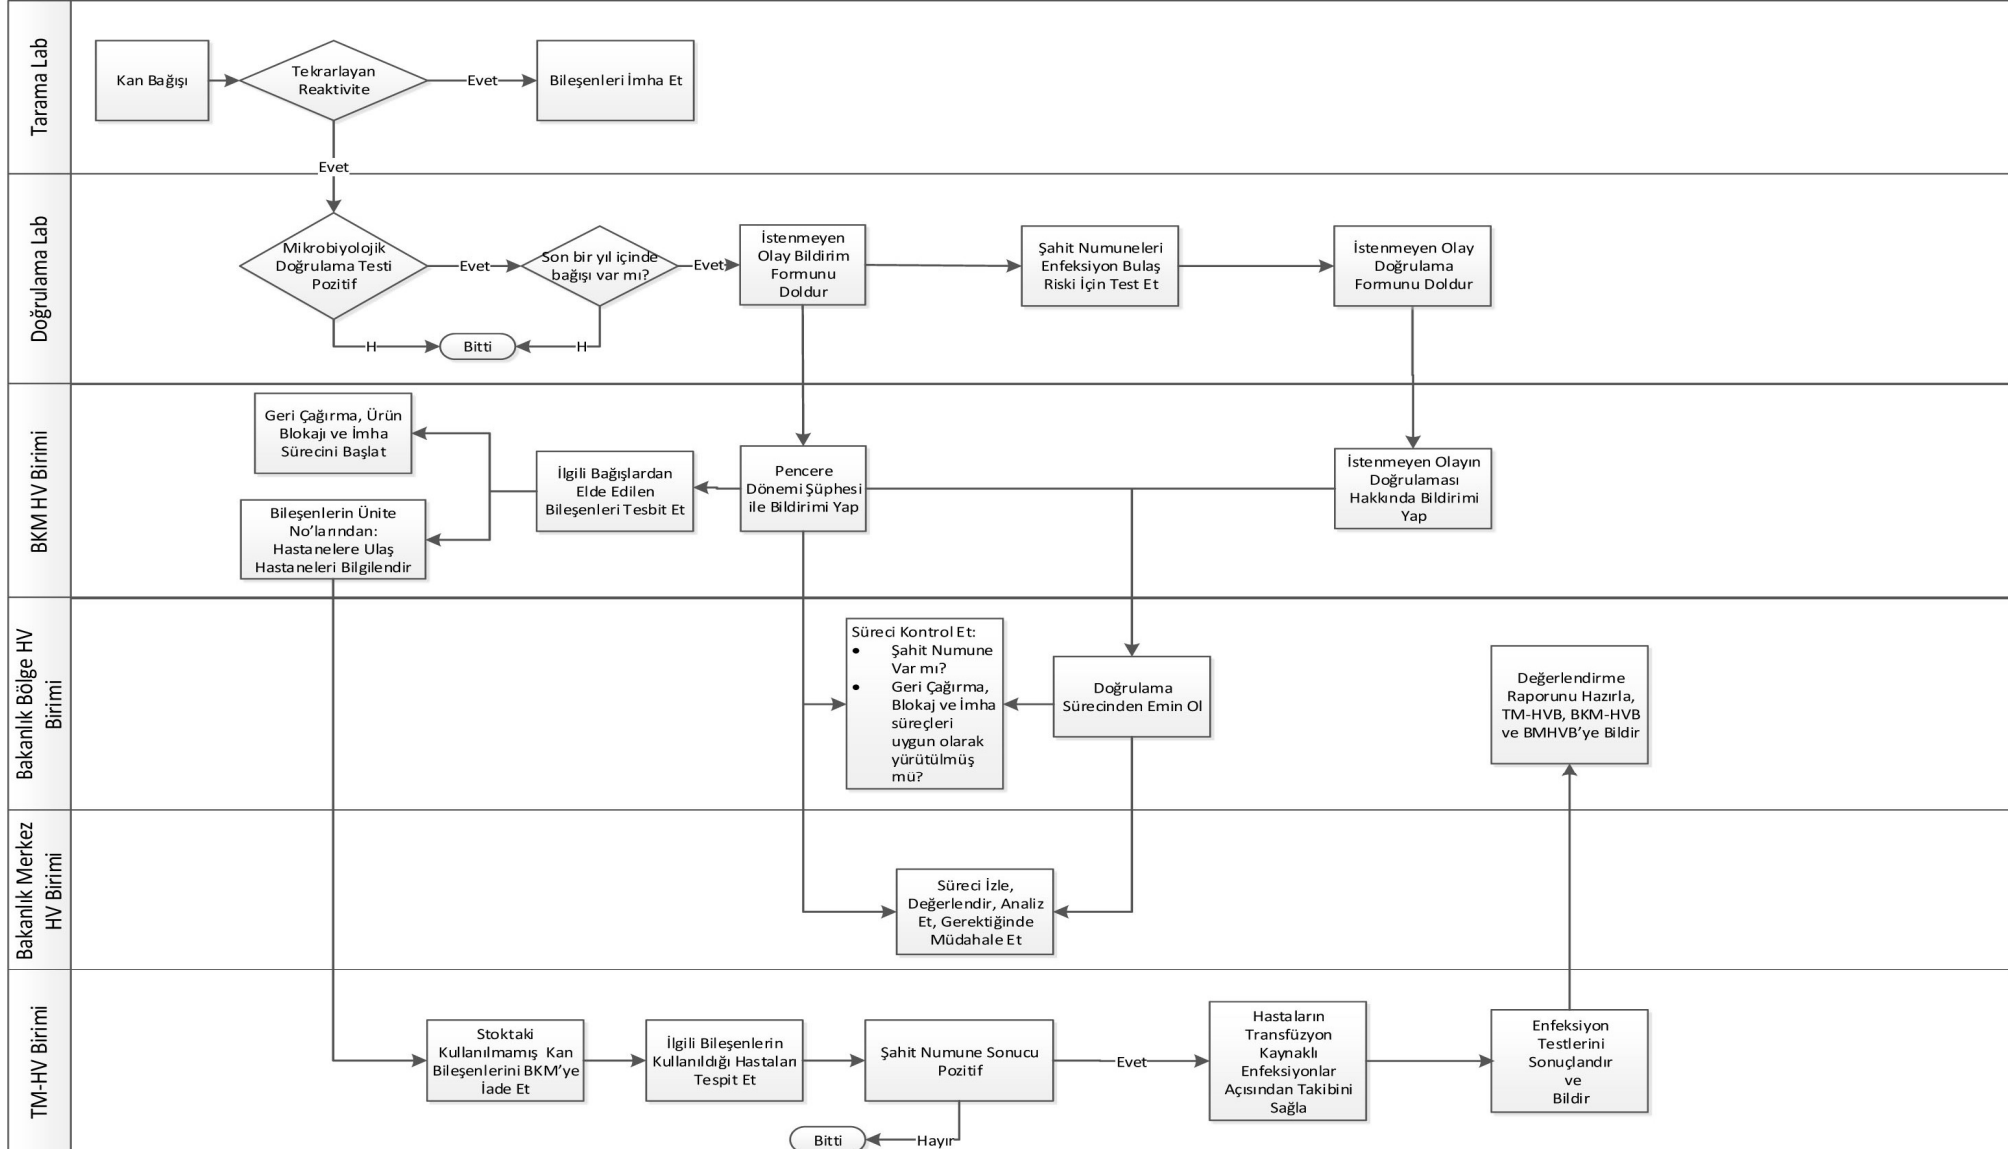 Tarama Lab
Kan Bağışı
Tekrarlayan
Reaktivite
Evet
Bileşenleri İmha Et
Evet
Doğrulama Lab
Mikrobiyolojik
Doğrulama Testi
Pozitif
Evet
Son bir yıl içinde
bağışı var mı?
Evet
İstenmeyen
Olay Bildirim
Formunu
Doldur
Şahit Numuneleri
Enfeksiyon Bulaş
Riski İçin Test Et
İstenmeyen Olay
Doğrulama
Formunu Doldur
H
Bitti
H
BKM HV Birimi
Geri Çağırma, Ürün
Blokajı ve İmha
Sürecini Başlat
Bileşenlerin Ünite
No’larından:
Hastanelere Ulaş
Hastaneleri Bilgilendir
İlgili Bağışlardan
Elde Edilen
Bileşenleri Tesbit Et
Pencere
Dönemi Şüphesi
ile Bildirimi Yap
İstenmeyen Olayın
Doğrulaması
Hakkında Bildirimi
Yap
Bakanlık Bölge HV
Birimi
Süreci Kontrol Et:
• Şahit Numune
Var mı?
• Geri Çağırma,
Blokaj ve İmha
süreçleri
uygun olarak
yürütülmüş
mü?
Doğrulama
Sürecinden Emin Ol
Değerlendirme
Raporunu Hazırla,
TM-HVB, BKM-HVB
ve BMHVB’ye Bildir
Bakanlık Merkez
HV Birimi
Süreci İzle,
Değerlendir, Analiz
Et, Gerektiğinde
Müdahale Et
TM-HV Birimi
Stoktaki
Kullanılmamış Kan
Bileşenlerini BKM’ye
İade Et
İlgili Bileşenlerin
Kullanıldığı Hastaları
Tespit Et
Şahit Numune Sonucu
Pozitif
Evet
Hastaların
Transfüzyon
Kaynaklı
Enfeksiyonlar
Açısından Takibini
Sağla
Enfeksiyon
Testlerini
Sonuçlandır
ve
Bildir
Bitti
Hayır